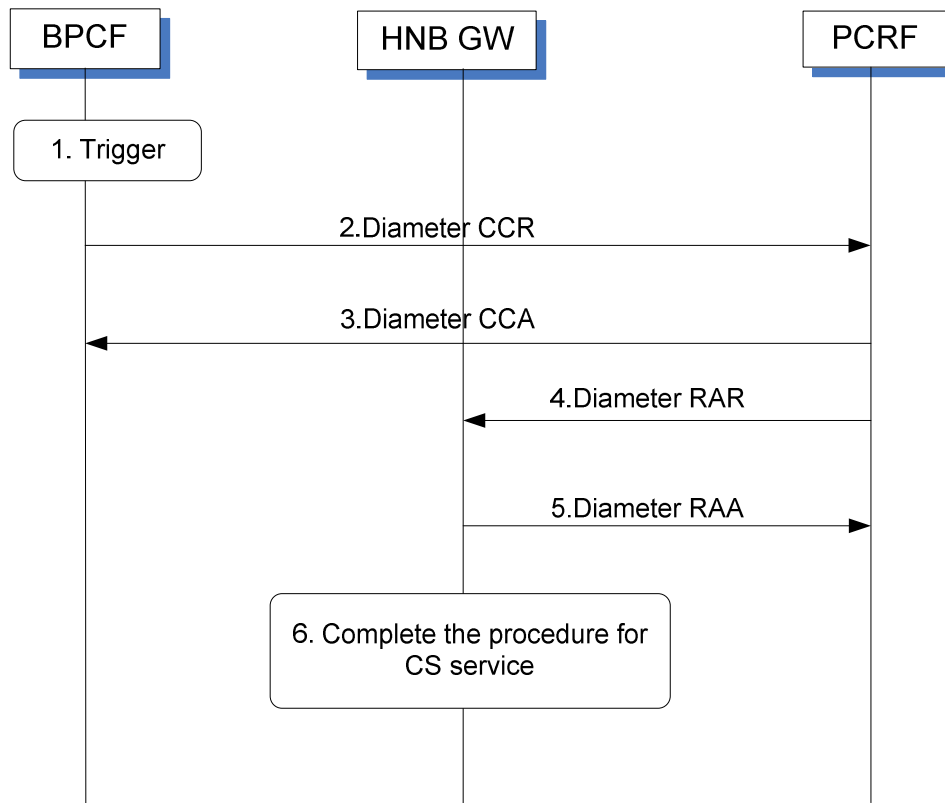 BPCF
HNB GW
PCRF
1. Trigger
2.Diameter CCR
3.Diameter CCA
4.Diameter RAR
5.Diameter RAA
6. Complete the procedure for
CS service